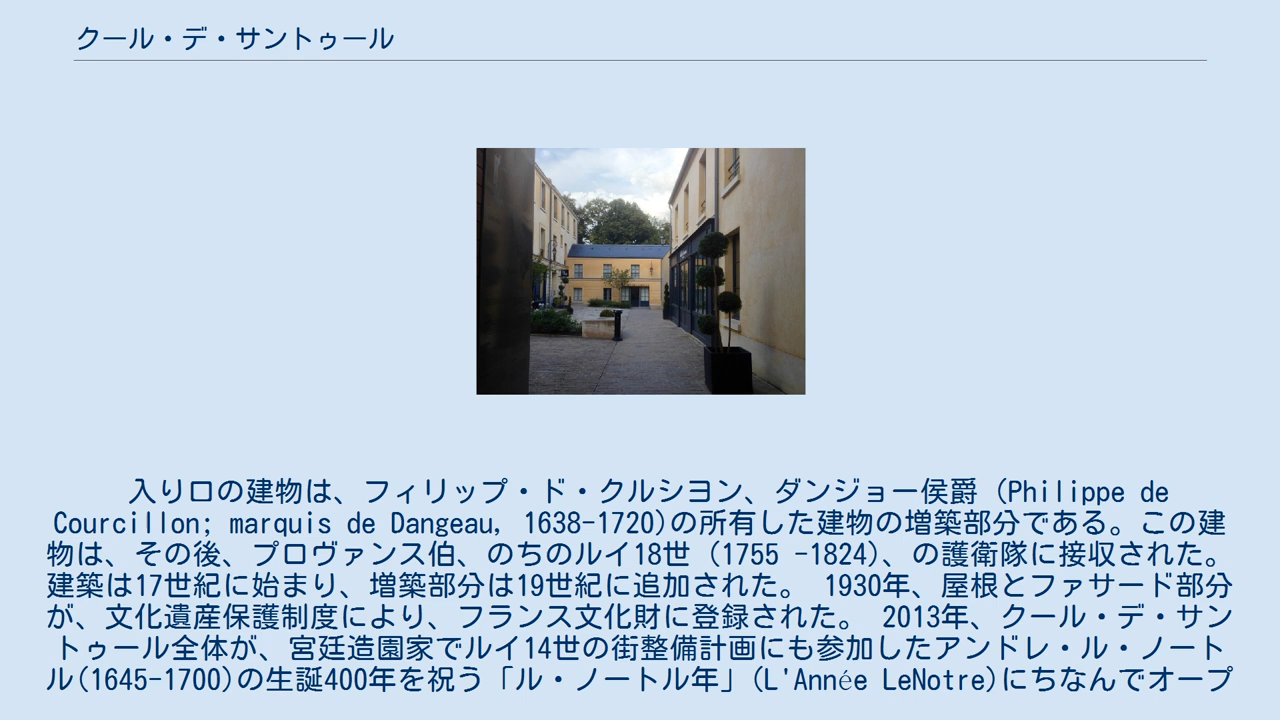 クール・デ・サントゥール
入り口の建物は、フィリップ・ド・クルシヨン、ダンジョー侯爵 (Philippe de
Courcillon; marquis de Dangeau, 1638-1720)の所有した建物の増築部分である。この建
物は、その後、プロヴァンス伯、のちのルイ18世 (1755 -1824)、の護衛隊に接収された。
建築は17世紀に始まり、増築部分は19世紀に追加された。 1930年、屋根とファサード部分
が、文化遺産保護制度により、フランス文化財に登録された。 2013年、クール・デ・サン
トゥール全体が、宮廷造園家でルイ14世の街整備計画にも参加したアンドレ・ル・ノート
ル(1645-1700)の生誕400年を祝う「ル・ノートル年」(L'Année LeNotre)にちなんでオープ